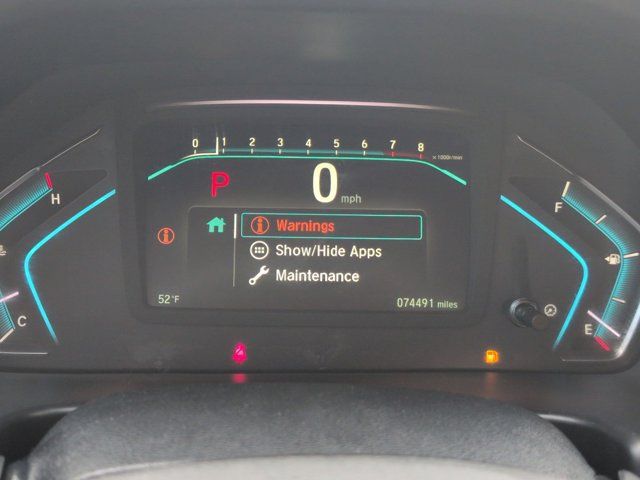 0 1 2 3 4 5 6 7 8
x 1000r/min
H
P
0 mph
F
Warnings
Show/Hide Apps
Maintenance
C
52°F
074491 miles
E